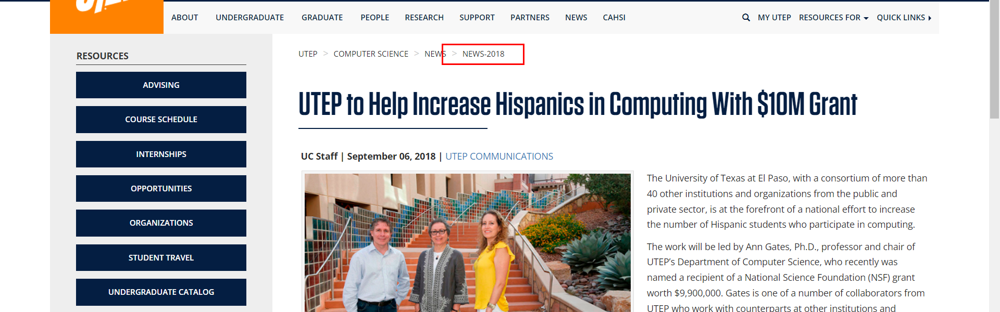 ABOUT UNDERGRADUATE GRADUATE PEOPLE RESEARCH SUPPORT PARTNERS NEWS CAHSI MY UTEP RESOURCES FOR QUICK LINKS
RESOURCES
ADVISING
COURSE SCHEDULE
INTERNSHIPS
OPPORTUNITIES
ORGANIZATIONS
STUDENT TRAVEL
UNDERGRADUATE CATALOG
UTEP > COMPUTER SCIENCE > NEWS > NEWS-2018
UTEP to Help Increase Hispanics in Computing With $10M Grant
UC Staff | September 06, 2018 | UTEP COMMUNICATIONS
The University of Texas at El Paso, with a consortium of more than
40 other institutions and organizations from the public and
private sector, is at the forefront of a national effort to increase
the number of Hispanic students who participate in computing.
The work will be led by Ann Gates, Ph.D., professor and chair of
UTEP’s Department of Computer Science, who recently was
named a recipient of a National Science Foundation (NSF) grant
worth $9,900,000. Gates is one of a number of collaborators from
UTEP who work with counterparts at other institutions and